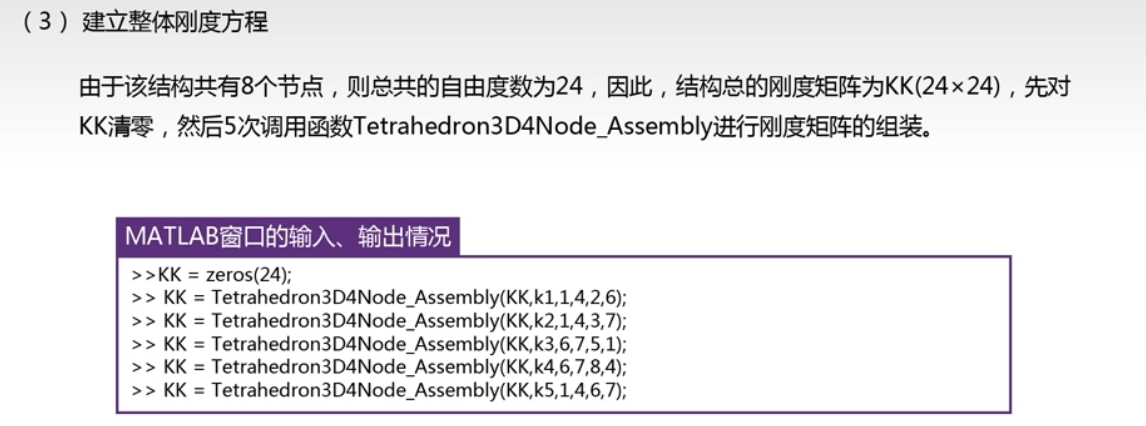 （3）建立整体刚度方程
由于该结构共有8个节点，则总共的自由度数为24，因此，结构总的刚度矩阵为KK(24×24)，先对
KK清零，然后5次调用函数Tetrahedron3D4Node_Assembly进行刚度矩阵的组装。
MATLAB窗口的输入、输出情况
>>KK = zeros(24);
>> KK = Tetrahedron3D4Node_Assembly(KK,k1,1,4,2,6);
>> KK = Tetrahedron3D4Node_Assembly(KK,k2,1,4,3,7);
>> KK = Tetrahedron3D4Node_Assembly(KK,k3,6,7,5,1);
>> KK = Tetrahedron3D4Node_Assembly(KK,k4,6,7,8,4);
>> KK = Tetrahedron3D4Node_Assembly(KK,k5,1,4,6,7);